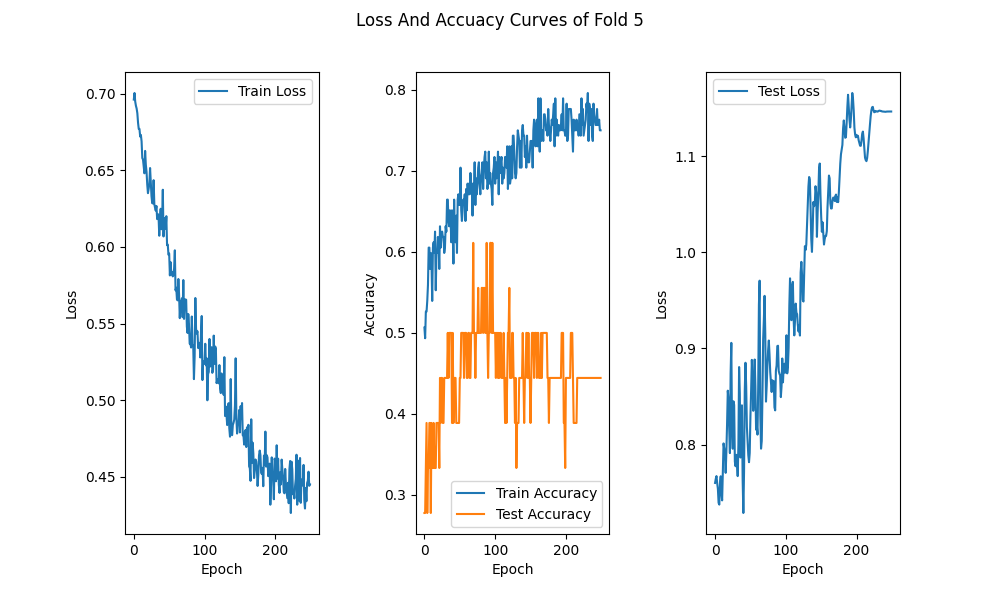 Loss And Accuacy Curves of Fold 5
0.70
0.65
0.60
0.55
0.50
0.45
Loss
0
100
200
Epoch
Train Loss
0.8
0.7
0.6
0.5
0.4
0.3
Accuracy
0
100
200
Epoch
Train Accuracy
Test Accuracy
1.1
1.0
0.9
0.8
Loss
0
100
200
Epoch
Test Loss